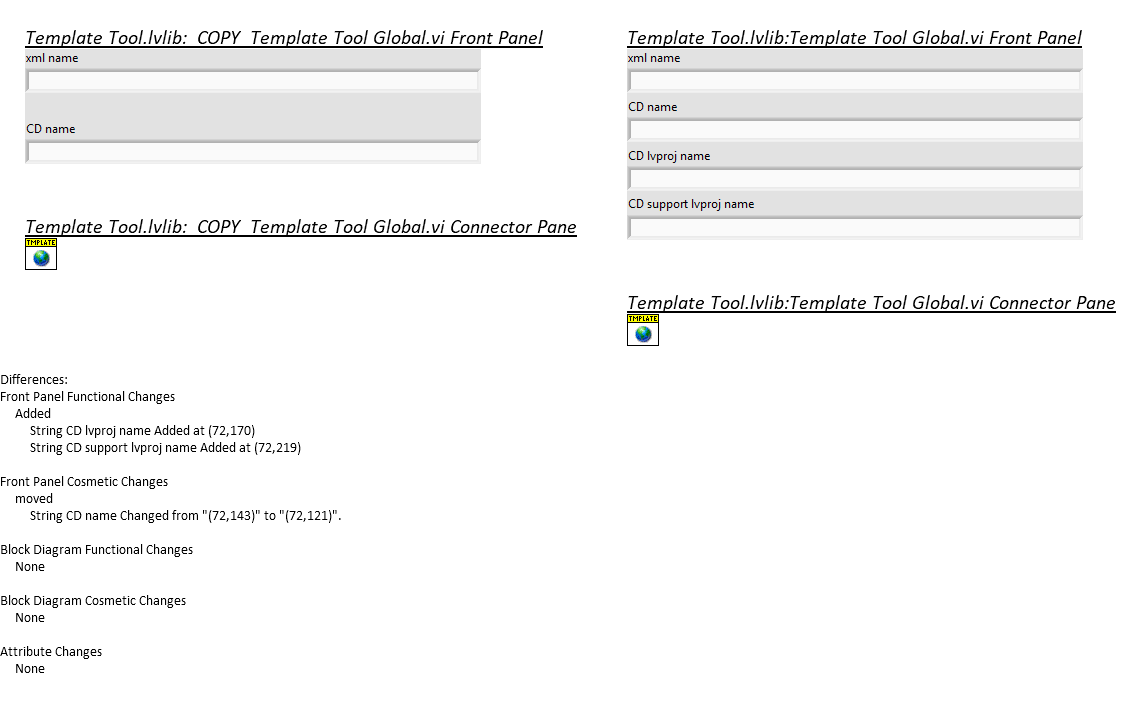 Template Tool.lvlib:  COPY  Template Tool Global.vi Front Panel
xml name
CD name
Template Tool.lvlib:  COPY  Template Tool Global.vi Connector Pane
TMPLATE
Template Tool.lvlib:Template Tool Global.vi Front Panel
xml name
CD name
CD lvproj name
CD support lvproj name
Template Tool.lvlib:Template Tool Global.vi Connector Pane
TMPLATE
Differences:
Front Panel Functional Changes
Added
String CD lvproj name Added at (72,170)
String CD support lvproj name Added at (72,219)
Front Panel Cosmetic Changes
moved
String CD name Changed from "(72,143)" to "(72,121)".
Block Diagram Functional Changes
None
Block Diagram Cosmetic Changes
None
Attribute Changes
None